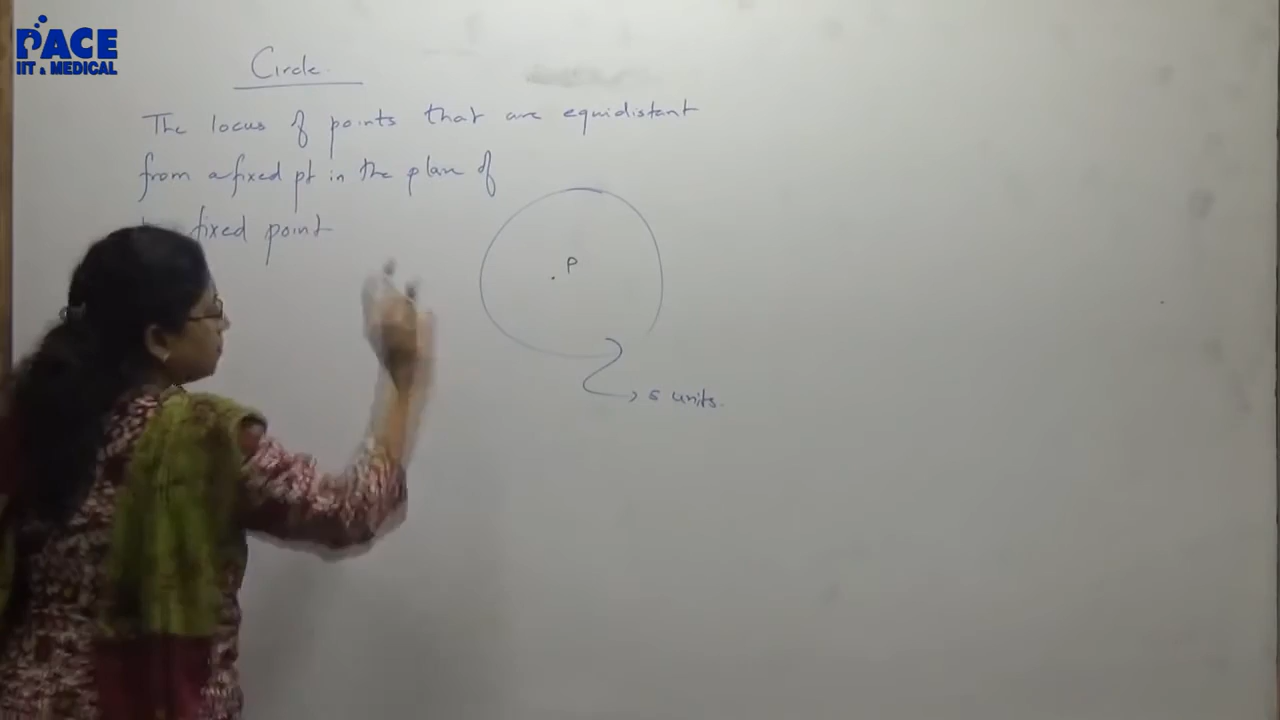 PACE
IIT & MEDICAL
Circle.
The locus of points that are equidistant
from a fixed pt in the plane of
fixed point
P
5 units.